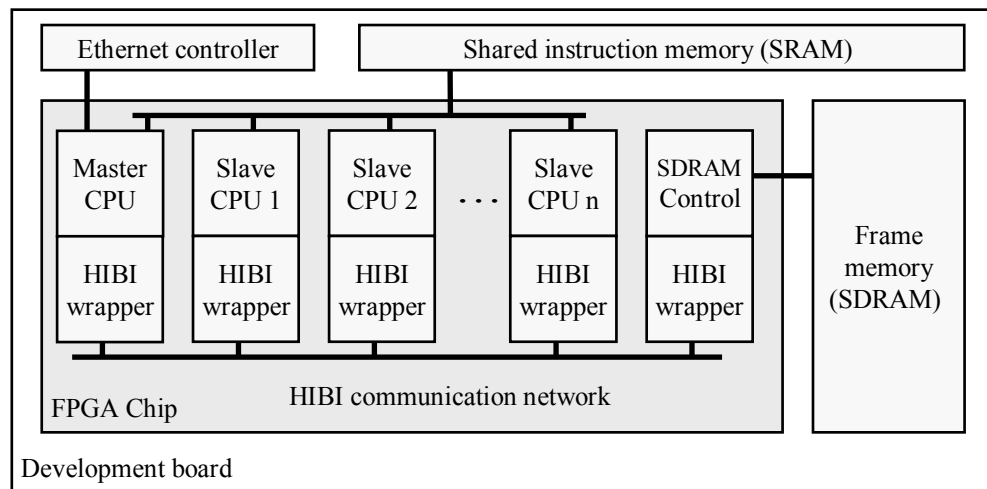 Ethernet controller
Shared instruction memory (SRAM)
Master
CPU
Slave
CPU 1
Slave
CPU 2
. . .
Slave
CPU n
SDRAM
Control
HIBI
wrapper
HIBI
wrapper
HIBI
wrapper
HIBI
wrapper
HIBI
wrapper
Frame
memory
(SDRAM)
HIBI communication network
FPGA Chip
Development board